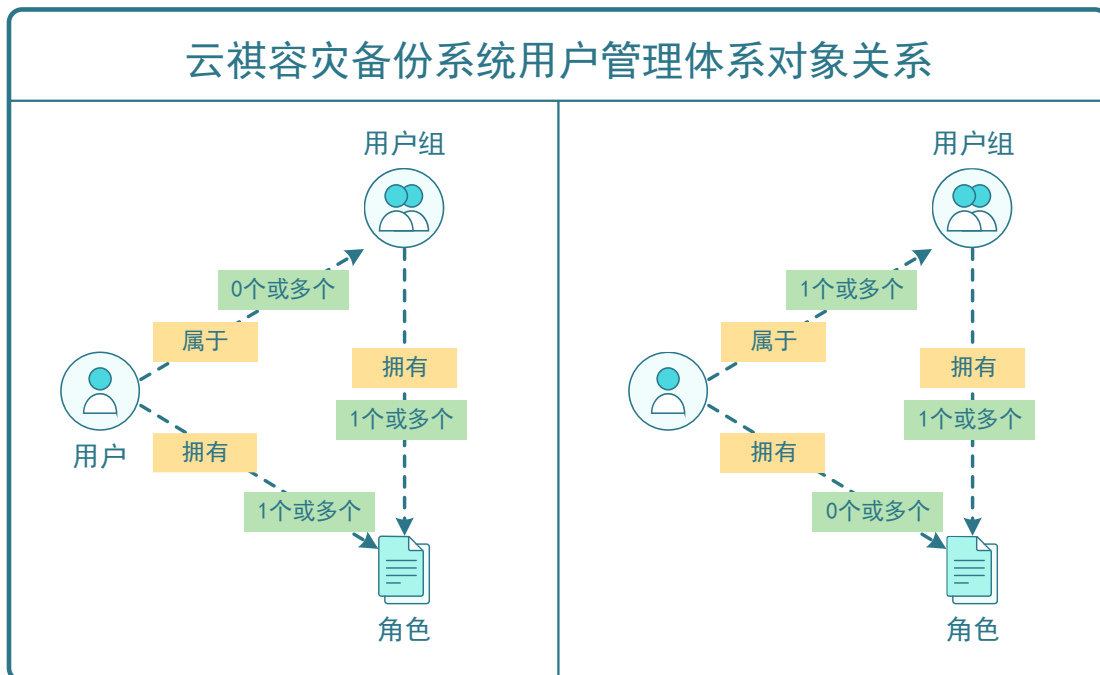 云祺容灾备份系统用户管理体系对象关系
用户组
0个或多个
属于
拥有
1个或多个
用户
拥有
1个或多个
角色
用户组
1个或多个
属于
拥有
1个或多个
拥有
0个或多个
角色